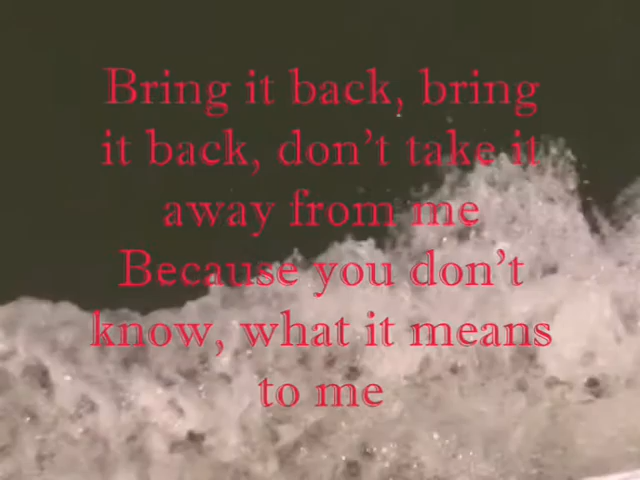 Bring it back, bring
it back, don't take it
away from me
Because you don't
know, what it means
to me